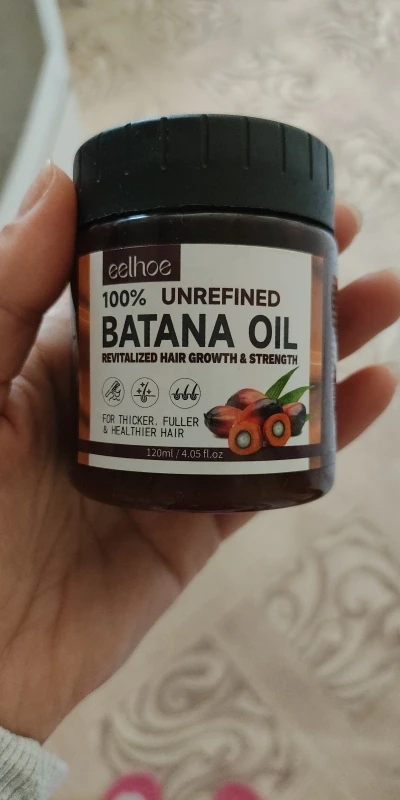 eelhoe
100% UNREFINED
BATANA OIL
REVITALIZED HAIR GROWTH & STRENGTH
FOR THICKER, FULLER
& HEALTHIER HAIR
120ml / 4.05 fl.oz